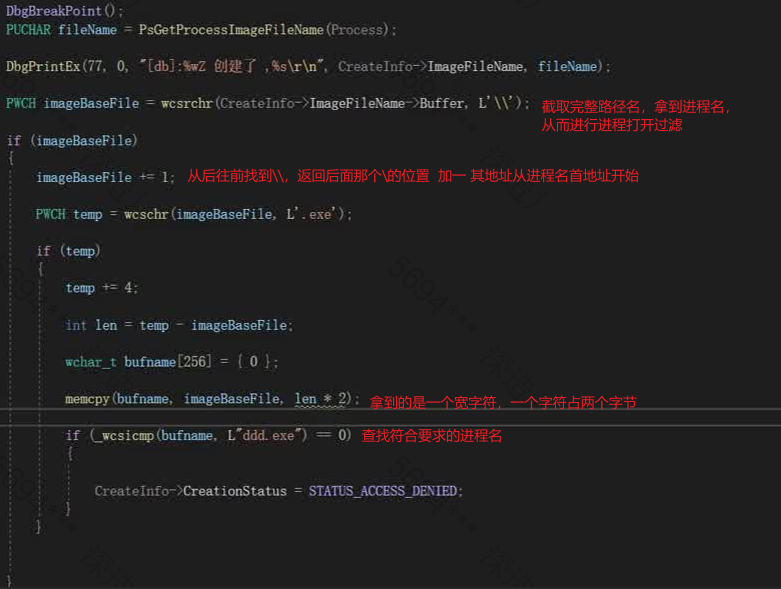 DbgBreakPoint();
PUCHAR fileName = PsGetProcessImageFileName(Process);
DbgPrintEx(77, 0, "[db]:%wZ 创建了 ,%s\r\n", CreateInfo->ImageFileName, fileName);
PWCH imageBaseFile = wcsrchr(CreateInfo->ImageFileName->Buffer, L'\\'); 截取完整路径名，拿到进程名，
从而进行进程打开过滤
if (imageBaseFile)
{
imageBaseFile += 1; 从后往前找到\\，返回后面那个\的位置 加一 其地址从进程名首地址开始
PWCH temp = wcschr(imageBaseFile, L'.exe');
if (temp)
{
temp += 4;
int len = temp - imageBaseFile;
wchar_t bufname[256] = { 0 };
memcpy(bufname, imageBaseFile, len * 2); 拿到的是一个宽字符，一个字符占两个字节
if (_wcsicmp(bufname, L"ddd.exe") == 0) 查找符合要求的进程名
{
CreateInfo->CreationStatus = STATUS_ACCESS_DENIED;
}
}
}